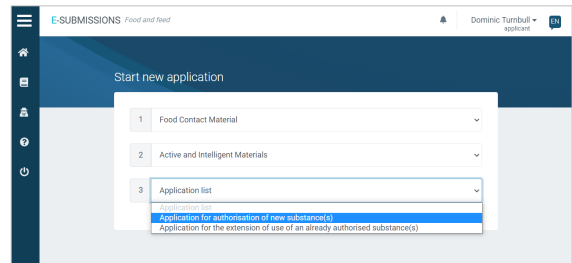 E-SUBMISSIONS Food and feed
Dominic Turnbull
applicant
EN
Start new application
1 Food Contact Material
2 Active and Intelligent Materials
3 Application list
Application list
Application for authorisation of new substance(s)
Application for the extension of use of an already authorised substance(s)